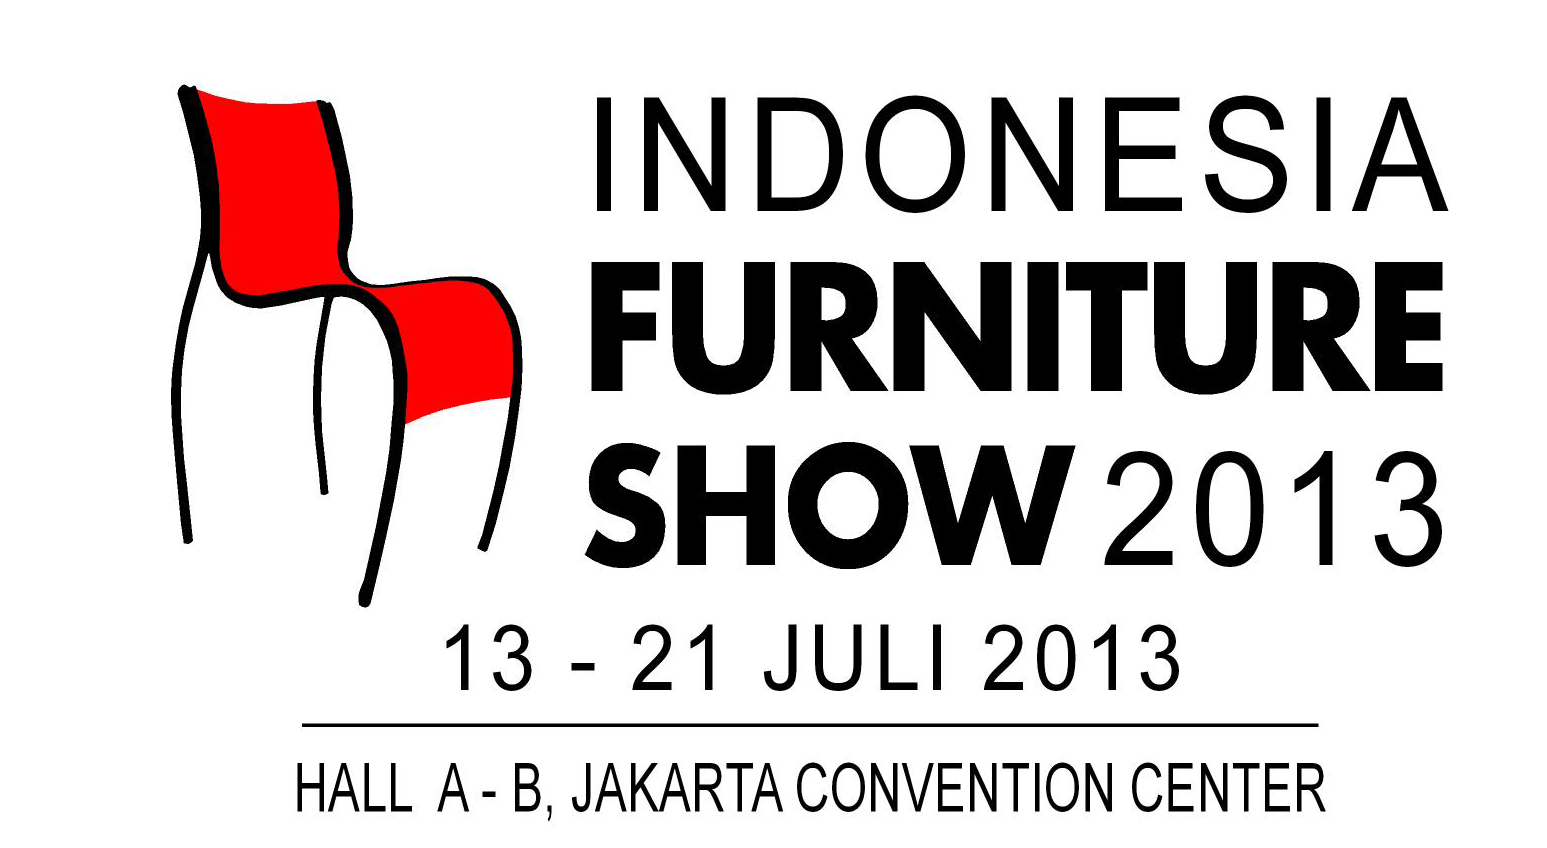 INDONESIA
FURNITURE
SHOW 2013
13 - 21 JULI 2013
HALL A - B, JAKARTA CONVENTION CENTER